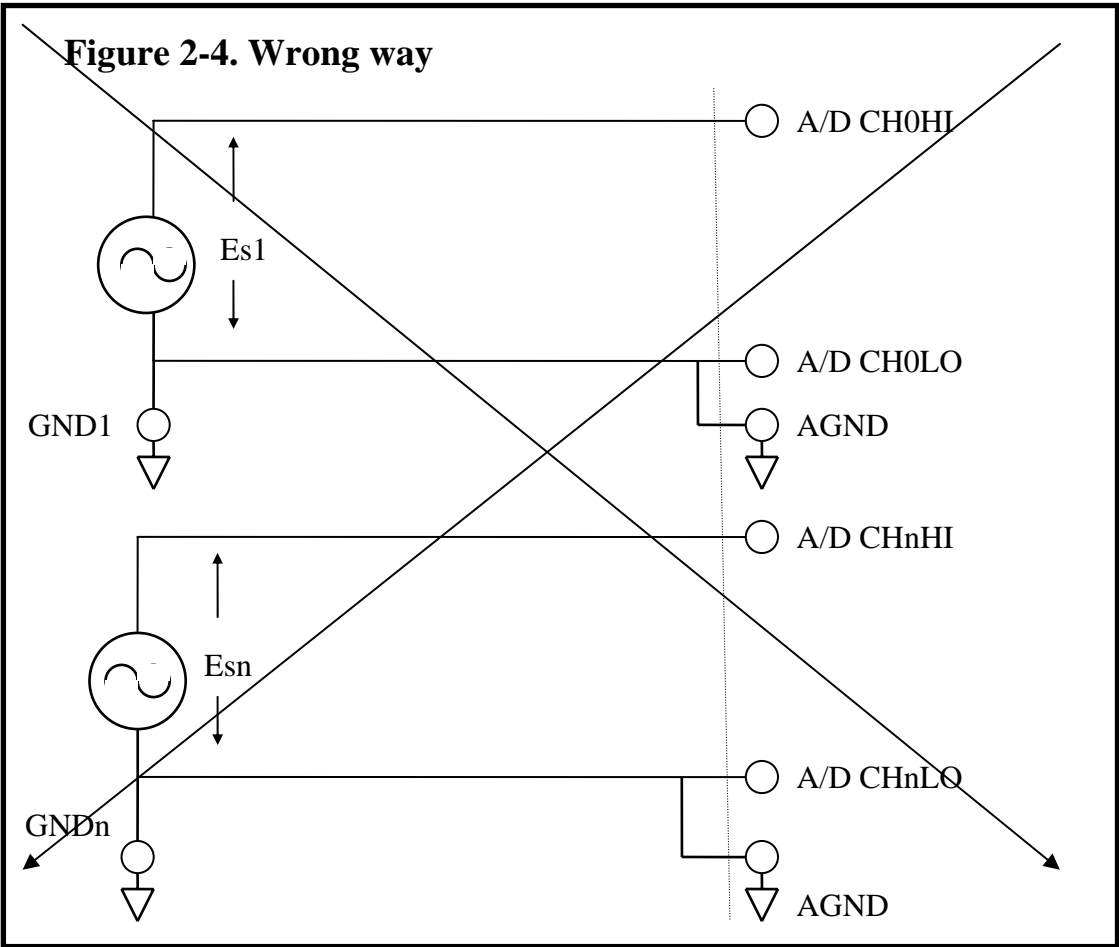 Figure 2-4. Wrong way
A/D CH0HI
Es1
A/D CH0LO
GND1
AGND
A/D CHnHI
Esn
A/D CHnLO
GNDn
AGND